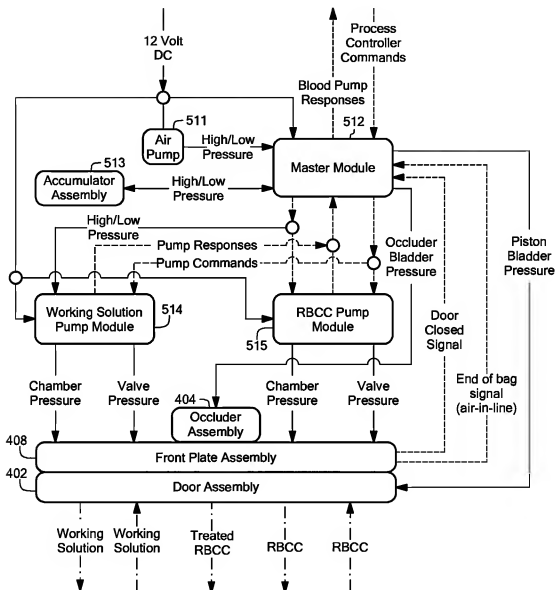 12 Volt
DC
Process
Controller
Commands
Blood Pump
Responses
511
512
Air
Pump
High/Low
Pressure
Master Module
513
Accumulator
Assembly
High/Low
Pressure
High/Low
Pressure
Pump Responses
Pump Commands
Occluder
Bladder
Pressure
Piston
Bladder
Pressure
Working Solution
Pump Module
514
RBCC Pump
Module
515
Door
Closed
Signal
Chamber
Pressure
Valve
Pressure
404
Occluder
Assembly
Chamber
Pressure
Valve
Pressure
End of bag
signal
(air-in-line)
408
Front Plate Assembly
402
Door Assembly
Working
Solution
Working
Solution
Treated
RBCC
RBCC
RBCC